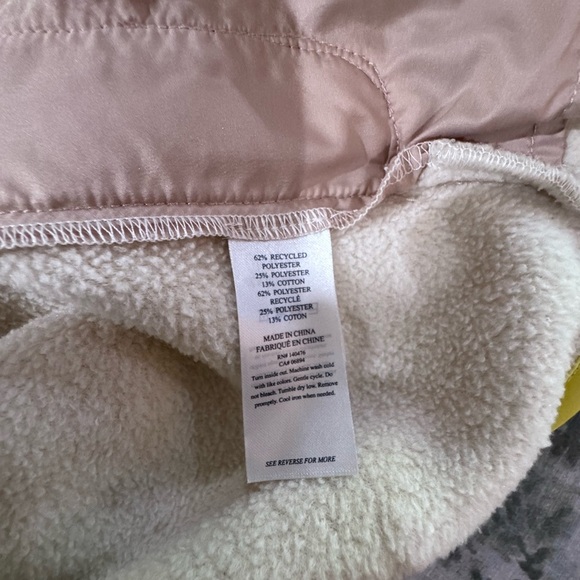 62% RECYCLED
POLYESTER
25% POLYESTER
13% COTTON
62% POLYESTER
RECYCLÉ
25% POLYESTER
13% COTON
MADE IN CHINA
FABRIQUÉ EN CHINE
RN# 140476
CA# 06894
Turn inside out. Machine wash cold
with like colors. Gentle cycle. Do
not bleach. Tumble dry low. Remove
promptly. Cool iron when needed.
SEE REVERSE FOR MORE